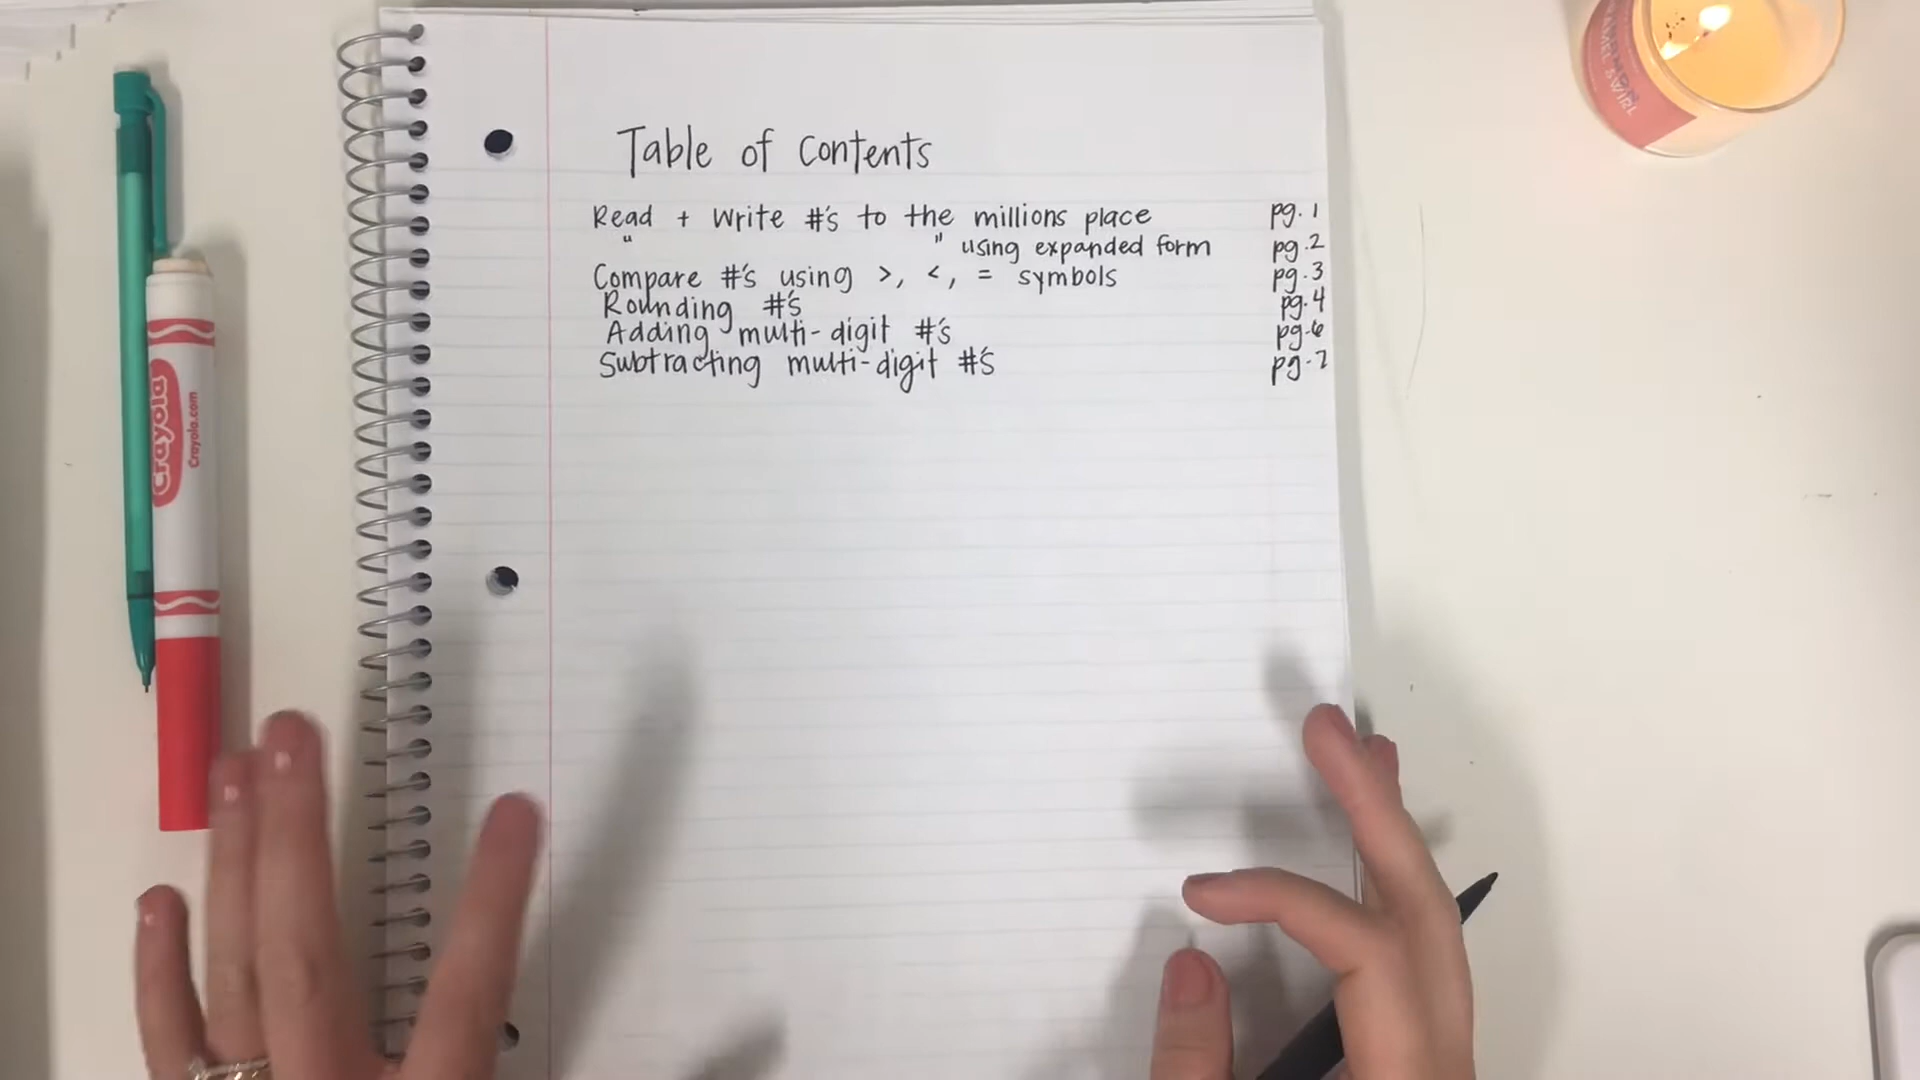 Table of Contents
Read + Write #'s to the millions place pg. 1
" " using expanded form pg. 2
Compare #'s using >, <, = symbols pg. 3
Rounding #'s pg. 4
Adding multi-digit #'s pg. 6
Subtracting multi-digit #'s pg. 7
Crayola
Crayola.com
SWIRL